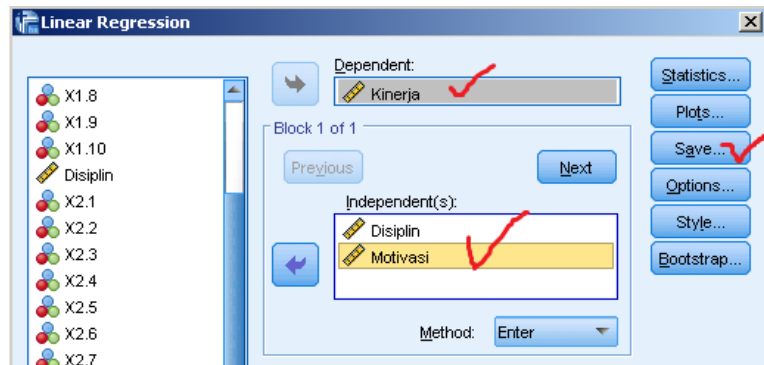 Linear Regression
X1.8
X1.9
X1.10
Disiplin
X2.1
X2.2
X2.3
X2.4
X2.5
X2.6
X2.7
Dependent:
Kinerja
Block 1 of 1
Previous
Next
Independent(s):
Disiplin
Motivasi
Method: Enter
Statistics...
Plots...
Save...
Options...
Style...
Bootstrap...